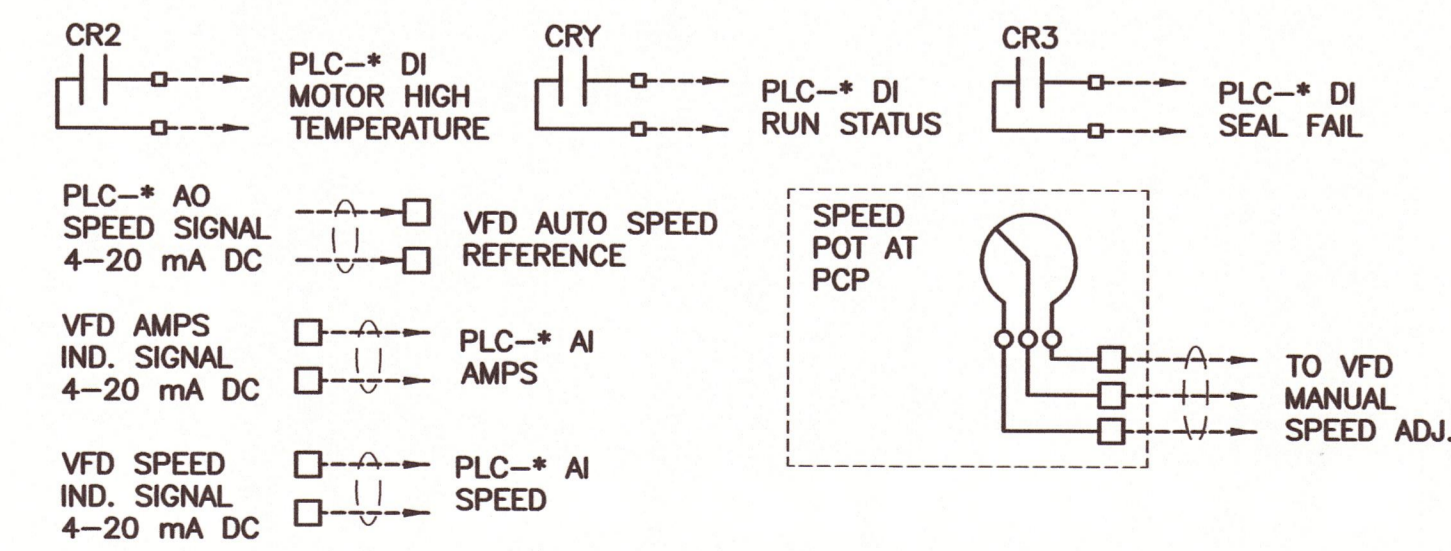 CR2
PLC-* DI
MOTOR HIGH
TEMPERATURE
CRY
PLC-* DI
RUN STATUS
CR3
PLC-* DI
SEAL FAIL
PLC-* AO
SPEED SIGNAL
4-20 mA DC
VFD AUTO SPEED
REFERENCE
VFD AMPS
IND. SIGNAL
4-20 mA DC
PLC-* AI
AMPS
VFD SPEED
IND. SIGNAL
4-20 mA DC
PLC-* AI
SPEED
SPEED
POT AT
PCP
TO VFD
MANUAL
SPEED ADJ.